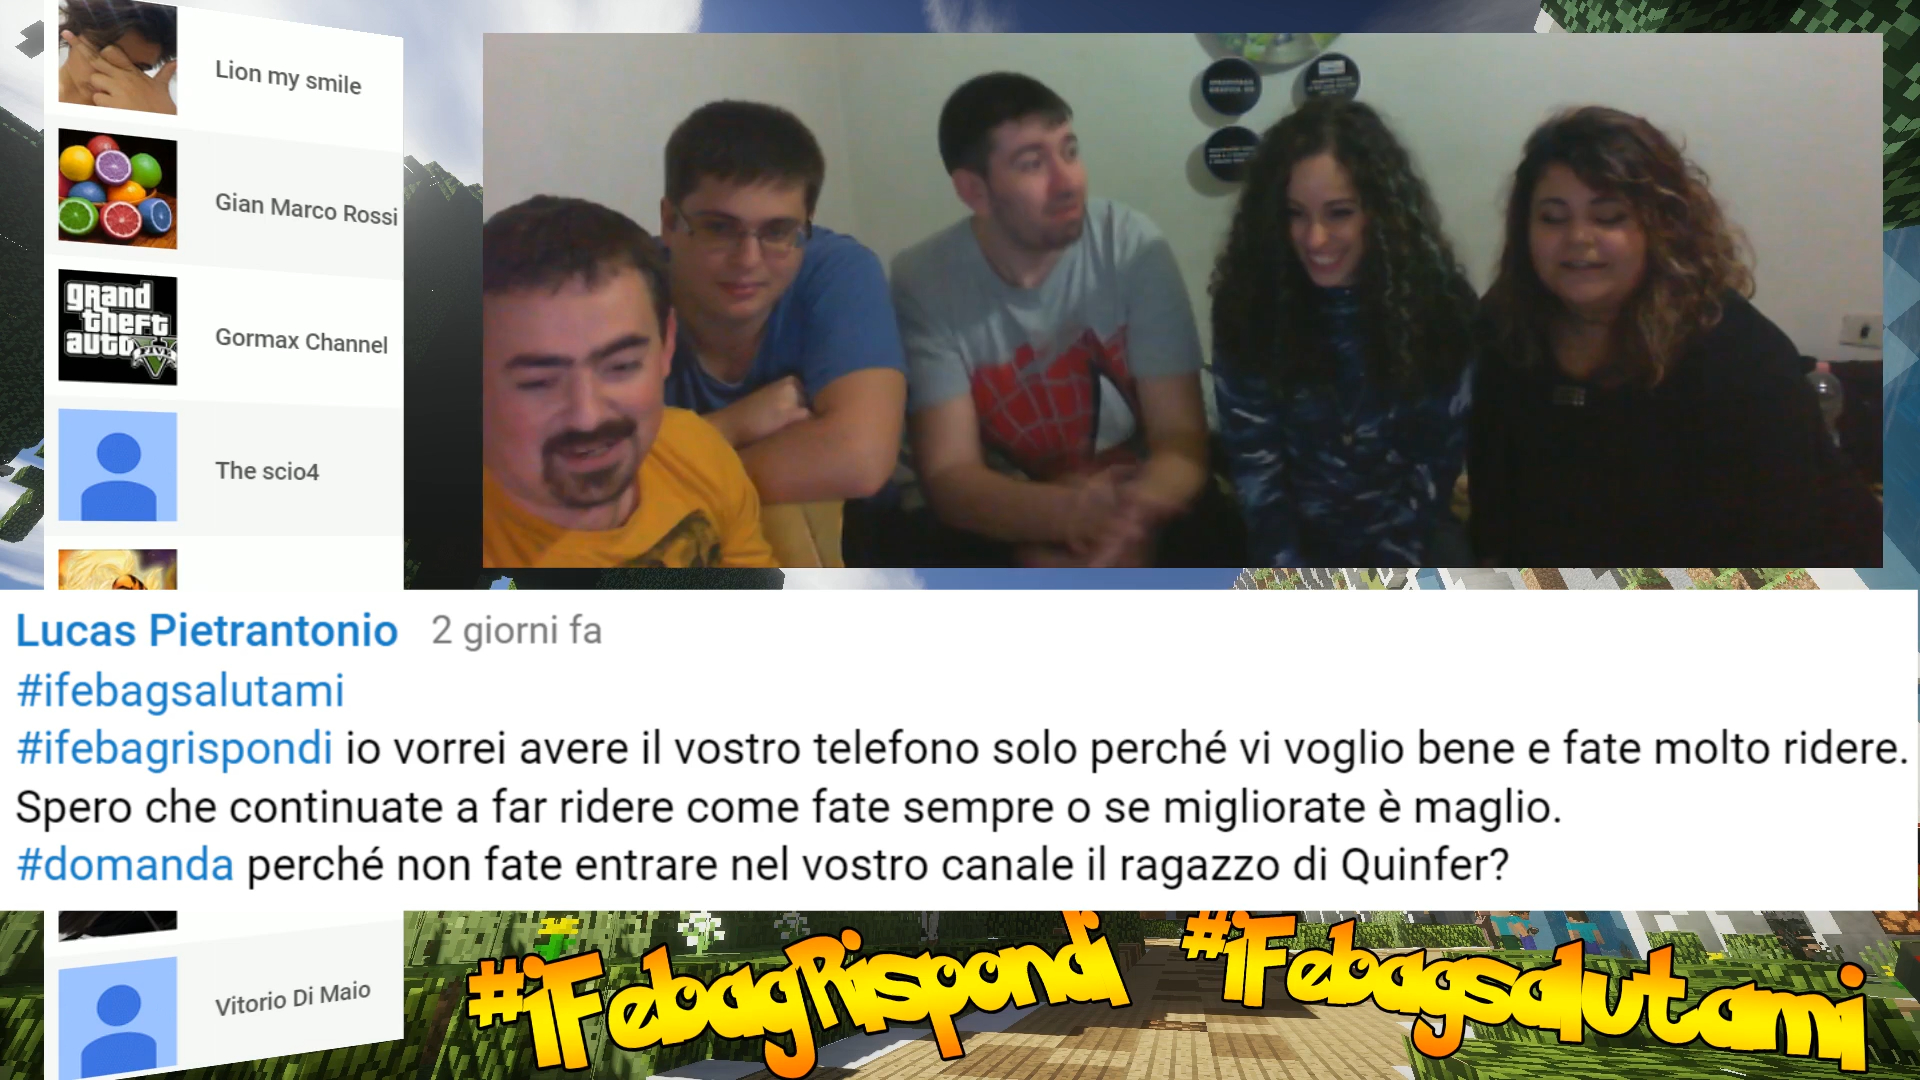 Lion my smile
Gian Marco Rossi
grand
theft
auto
FIVE
Gormax Channel
The scio4
Lucas Pietrantonio 2 giorni fa
#ifebagsalutami
#ifebagrispondi io vorrei avere il vostro telefono solo perché vi voglio bene e fate molto ridere.
Spero che continuate a far ridere come fate sempre o se migliorate è maglio.
#domanda perché non fate entrare nel vostro canale il ragazzo di Quinfer?
Vitorio Di Maio
#iFebagRispondi #iFebagsalutami